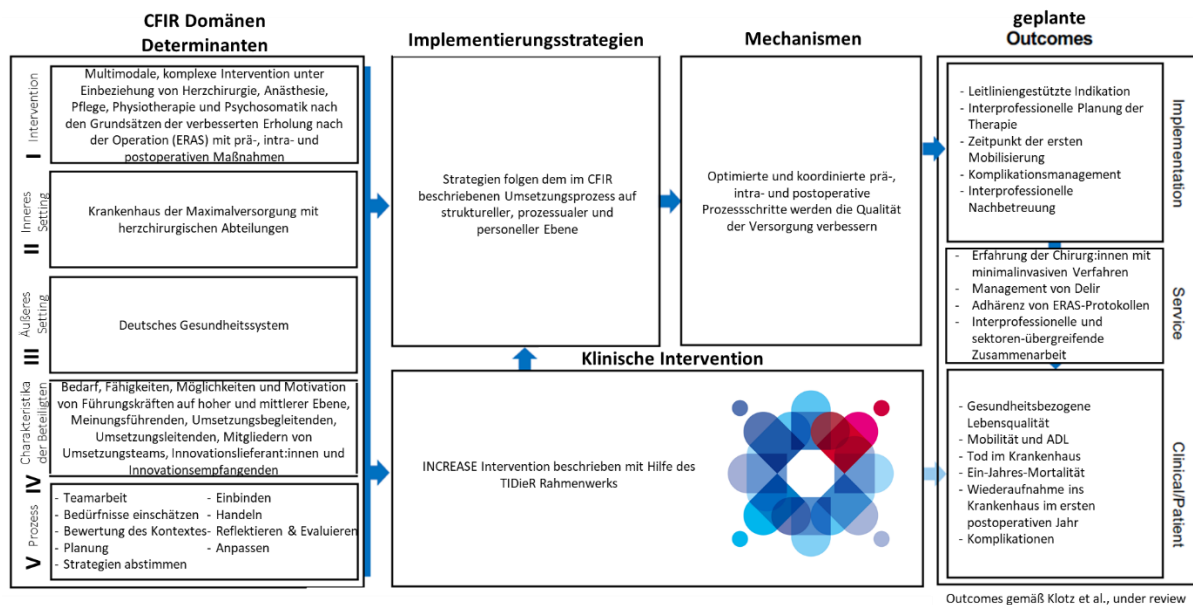 CFIR Domänen
Determinanten
Implementierungsstrategien
Mechanismen
geplante
Outcomes
I Intervention
Multimodale, komplexe Intervention unter
Einbeziehung von Herzchirurgie, Anästhesie,
Pflege, Physiotherapie und Psychosomatik nach
den Grundsätzen der verbesserten Erholung nach
der Operation (ERAS) mit prä-, intra- und
postoperativen Maßnahmen
II Inneres
Setting
Krankenhaus der Maximalversorgung mit
herzchirurgischen Abteilungen
III Äußeres
Setting
Deutsches Gesundheitssystem
IV Charakteristika
der Beteiligten
Bedarf, Fähigkeiten, Möglichkeiten und Motivation
von Führungskräften auf hoher und mittlerer Ebene,
Meinungsführenden, Umsetzungsbegleitenden,
Umsetzungsleitenden, Mitgliedern von
Umsetzungsteams, Innovationslieferant:innen und
Innovationsempfangenden
V Prozess
- Teamarbeit
- Bedürfnisse einschätzen
- Bewertung des Kontextes
- Planung
- Strategien abstimmen
- Einbinden
- Handeln
- Reflektieren & Evaluieren
- Anpassen
Strategien folgen dem im CFIR
beschriebenen Umsetzungsprozess auf
struktureller, prozessualer und
personeller Ebene
Optimierte und koordinierte prä-,
intra- und postoperative
Prozessschritte werden die Qualität
der Versorgung verbessern
Klinische Intervention
INCREASE Intervention beschrieben mit Hilfe des
TIDieR Rahmenwerks
- Leitliniengestützte Indikation
- Interprofessionelle Planung der
Therapie
- Zeitpunkt der ersten
Mobilisierung
- Komplikationsmanagement
- Interprofessionelle
Nachbetreuung
Implementation
- Erfahrung der Chirurg:innen mit
minimalinvasiven Verfahren
- Management von Delir
- Adhärenz von ERAS-Protokollen
- Interprofessionelle und
sektoren-übergreifende
Zusammenarbeit
Service
- Gesundheitsbezogene
Lebensqualität
- Mobilität und ADL
- Tod im Krankenhaus
- Ein-Jahres-Mortalität
- Wiederaufnahme ins
Krankenhaus im ersten
postoperativen Jahr
- Komplikationen
Clinical/Patient
Outcomes gemäß Klotz et al., under review